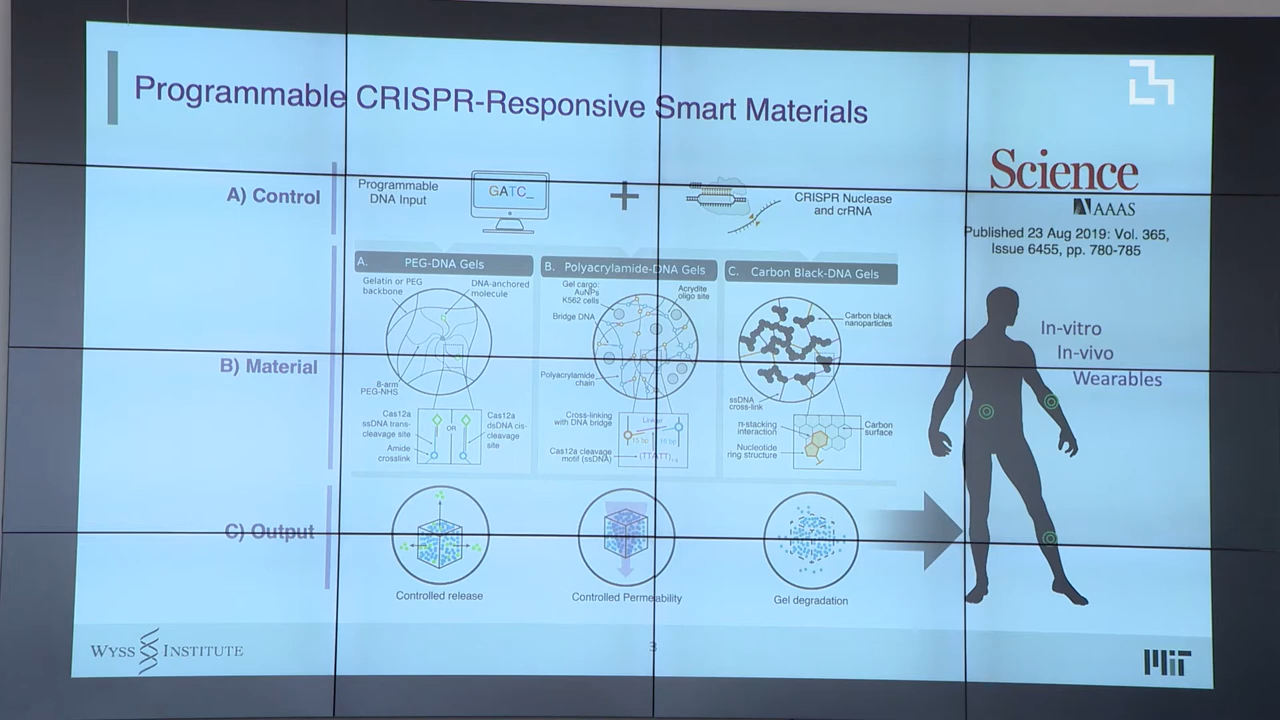 Programmable CRISPR-Responsive Smart Materials
A) Control
Programmable
DNA Input
GATC_
+
CRISPR Nuclease
and crRNA
Science
AAAS
Published 23 Aug 2019: Vol. 365,
Issue 6455, pp. 780-785
B) Material
A. PEG-DNA Gels
Gelatin or PEG
backbone
DNA-anchored
molecule
8-arm
PEG-NHS
Cas12a
ssDNA trans-
cleavage site
Amide
crosslink
OR
Cas12a
dsDNA cis-
cleavage
site
B. Polyacrylamide-DNA Gels
Gel cargo:
AuNPs
K562 cells
Bridge DNA
Acrydite
oligo site
Polyacrylamide
chain
Cross-linking
with DNA bridge
Cas12a cleavage
motif (ssDNA)
Linker
15 bp
(TTATT)
C. Carbon Black-DNA Gels
Carbon black
nanoparticles
ssDNA
cross-link
π-stacking
interaction
Nucleotide
ring structure
Carbon
surface
In-vitro
In-vivo
Wearables
C) Output
Controlled release
Controlled Permeability
Gel degradation
WYSS INSTITUTE
3
MIT